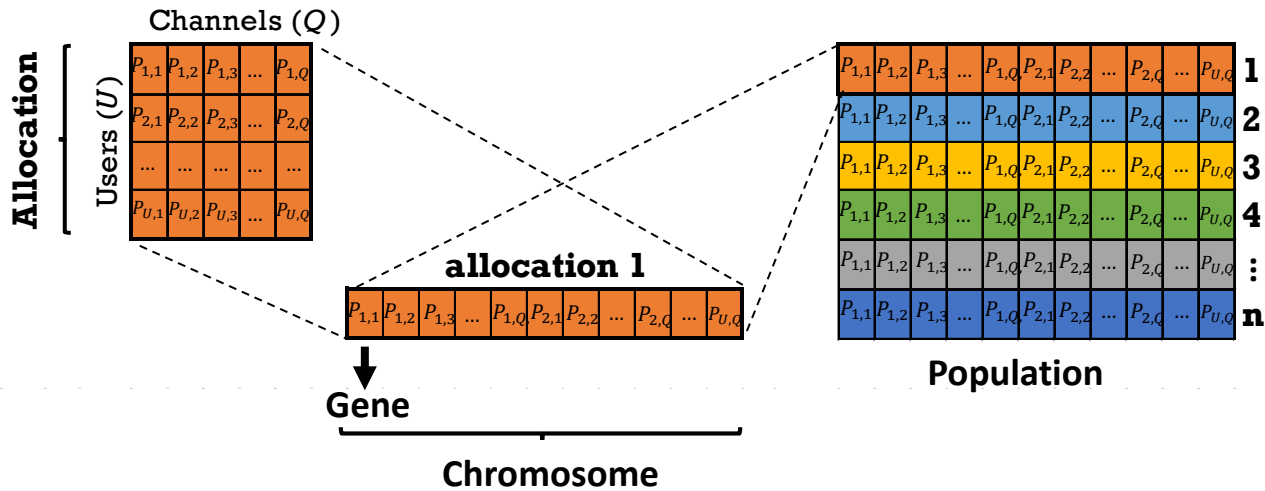 Channels (Q)
Allocation
Users (U)
P1,1 P1,2 P1,3 ... P1,Q
P2,1 P2,2 P2,3 ... P2,Q
... ... ... ... ...
PU,1 PU,2 PU,3 ... PU,Q
allocation 1
P1,1 P1,2 P1,3 ... P1,Q P2,1 P2,2 ... P2,Q ... PU,Q
Gene
Chromosome
P1,1 P1,2 P1,3 ... P1,Q P2,1 P2,2 ... P2,Q ... PU,Q 1
P1,1 P1,2 P1,3 ... P1,Q P2,1 P2,2 ... P2,Q ... PU,Q 2
P1,1 P1,2 P1,3 ... P1,Q P2,1 P2,2 ... P2,Q ... PU,Q 3
P1,1 P1,2 P1,3 ... P1,Q P2,1 P2,2 ... P2,Q ... PU,Q 4
P1,1 P1,2 P1,3 ... P1,Q P2,1 P2,2 ... P2,Q ... PU,Q ⋮
P1,1 P1,2 P1,3 ... P1,Q P2,1 P2,2 ... P2,Q ... PU,Q n
Population